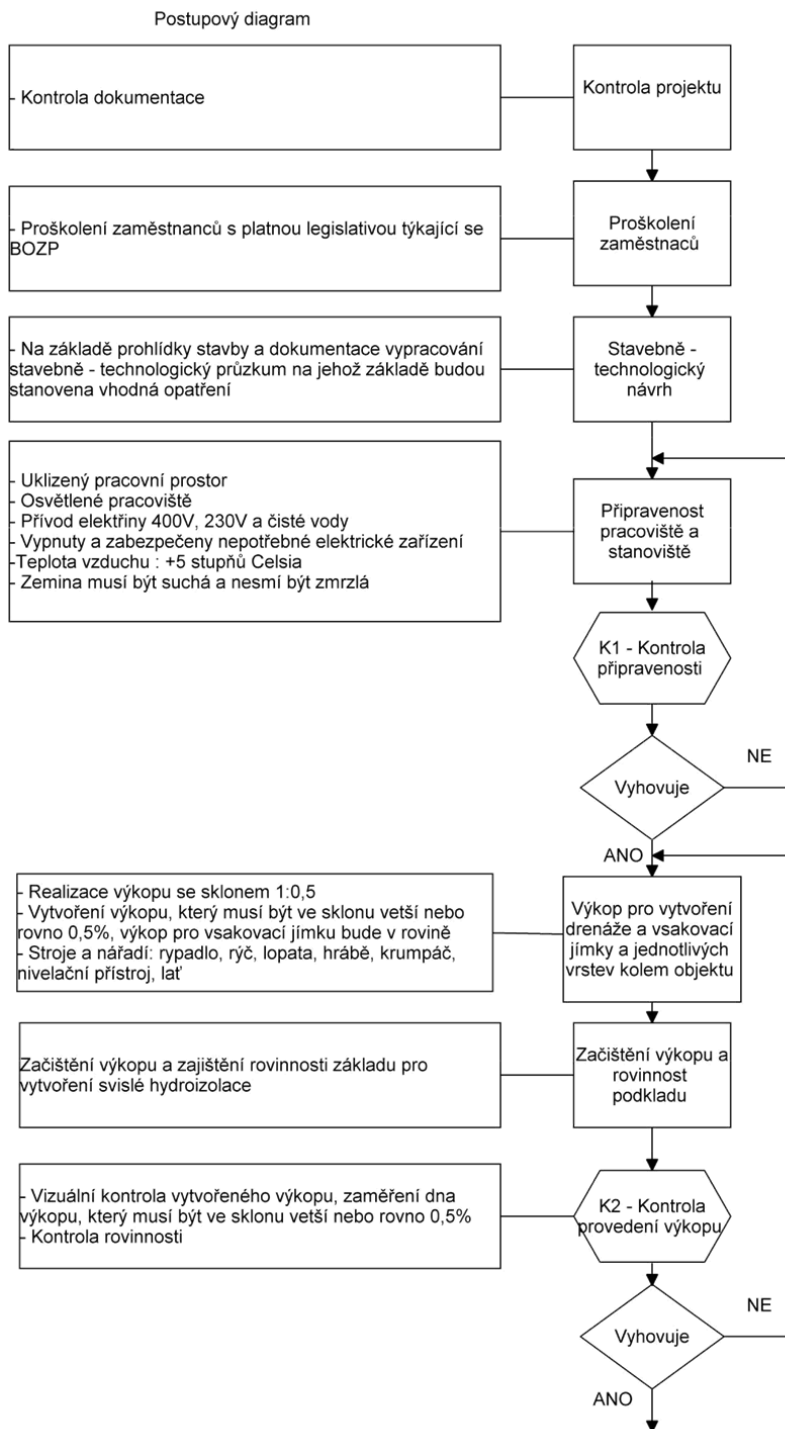 Postupový diagram
- Kontrola dokumentace
Kontrola projektu
- Proškolení zaměstnanců s platnou legislativou týkající se
BOZP
Proškolení
zaměstnaců
- Na základě prohlídky stavby a dokumentace vypracování
stavebně - technologický průzkum na jehož základě budou
stanovena vhodná opatření
Stavebně -
technologický
návrh
- Uklizený pracovní prostor
- Osvětlené pracoviště
- Přívod elektřiny 400V, 230V a čisté vody
- Vypnuty a zabezpečeny nepotřebné elektrické zařízení
-Teplota vzduchu : +5 stupňů Celsia
- Zemina musí být suchá a nesmí být zmrzlá
Připravenost
pracoviště a
stanoviště
K1 - Kontrola
připravenosti
Vyhovuje
NE
ANO
- Realizace výkopu se sklonem 1:0,5
- Vytvoření výkopu, který musí být ve sklonu vetší nebo
rovno 0,5%, výkop pro vsakovací jímku bude v rovině
- Stroje a nářadí: rypadlo, rýč, lopata, hrábě, krumpáč,
nivelační přístroj, lať
Výkop pro vytvoření
drenáže a vsakovací
jímky a jednotlivých
vrstev kolem objektu
Začištění výkopu a zajištění rovinnosti základu pro
vytvoření svislé hydroizolace
Začištění výkopu a
rovinnost
podkladu
- Vizuální kontrola vytvořeného výkopu, zaměření dna
výkopu, který musí být ve sklonu vetší nebo rovno 0,5%
- Kontrola rovinnosti
K2 - Kontrola
provedení výkopu
Vyhovuje
NE
ANO